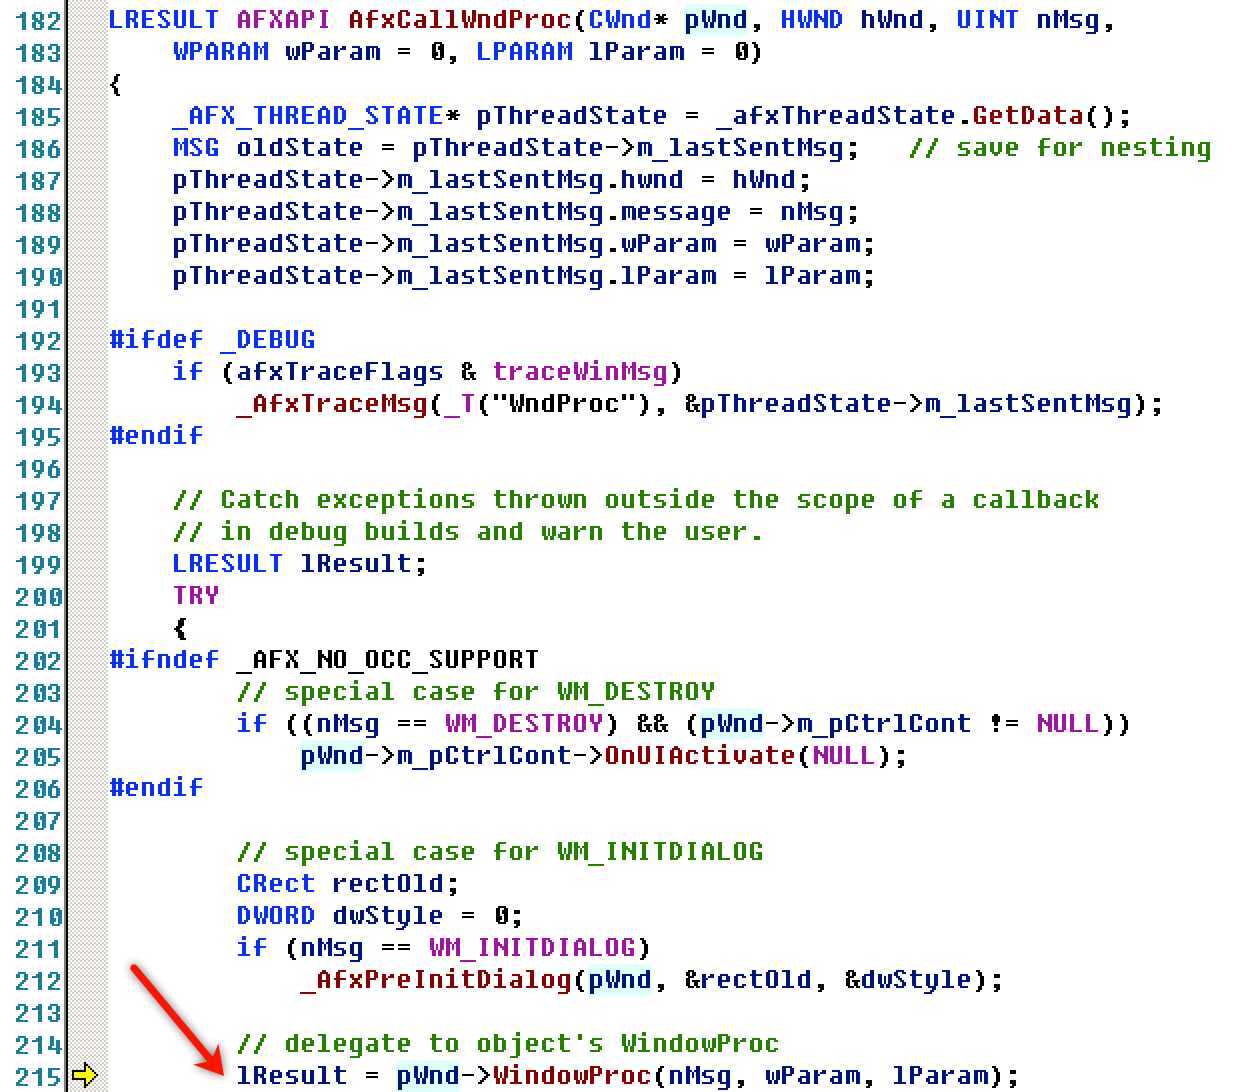 182 LRESULT AFXAPI AfxCallWndProc(CWnd* pWnd, HWND hWnd, UINT nMsg,
183     WPARAM wParam = 0, LPARAM lParam = 0)
184 {
185     _AFX_THREAD_STATE* pThreadState = _afxThreadState.GetData();
186     MSG oldState = pThreadState->m_lastSentMsg;   // save for nesting
187     pThreadState->m_lastSentMsg.hwnd = hWnd;
188     pThreadState->m_lastSentMsg.message = nMsg;
189     pThreadState->m_lastSentMsg.wParam = wParam;
190     pThreadState->m_lastSentMsg.lParam = lParam;
191
192 #ifdef _DEBUG
193     if (afxTraceFlags & traceWinMsg)
194         _AfxTraceMsg(_T("WndProc"), &pThreadState->m_lastSentMsg);
195 #endif
196
197     // Catch exceptions thrown outside the scope of a callback
198     // in debug builds and warn the user.
199     LRESULT lResult;
200     TRY
201     {
202 #ifndef _AFX_NO_OCC_SUPPORT
203         // special case for WM_DESTROY
204         if ((nMsg == WM_DESTROY) && (pWnd->m_pCtrlCont != NULL))
205             pWnd->m_pCtrlCont->OnUIActivate(NULL);
206 #endif
207
208         // special case for WM_INITDIALOG
209         CRect rectOld;
210         DWORD dwStyle = 0;
211         if (nMsg == WM_INITDIALOG)
212             _AfxPreInitDialog(pWnd, &rectOld, &dwStyle);
213
214         // delegate to object's WindowProc
215         lResult = pWnd->WindowProc(nMsg, wParam, lParam);